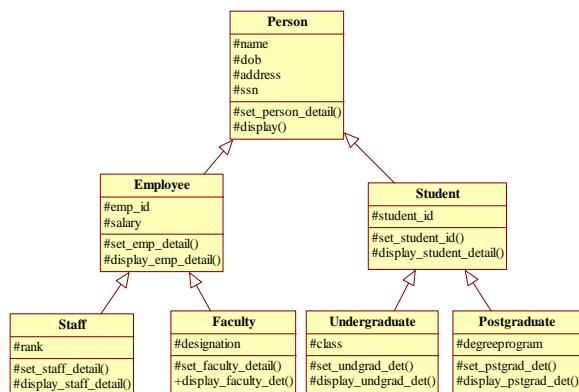 Person
#name
#dob
#address
#ssn
#set_person_detail()
#display()
Employee
#emp_id
#salary
#set_emp_detail()
#display_emp_detail()
Student
#student_id
#set_student_id()
#display_student_detail()
Staff
#rank
#set_staff_detail()
#display_staff_detail()
Faculty
#designation
#set_faculty_detail()
+display_faculty_det()
Undergraduate
#class
#set_undgrad_det()
#display_undgrad_det()
Postgraduate
#degreeprogram
#set_pstgrad_det()
#display_pstgrad_det()